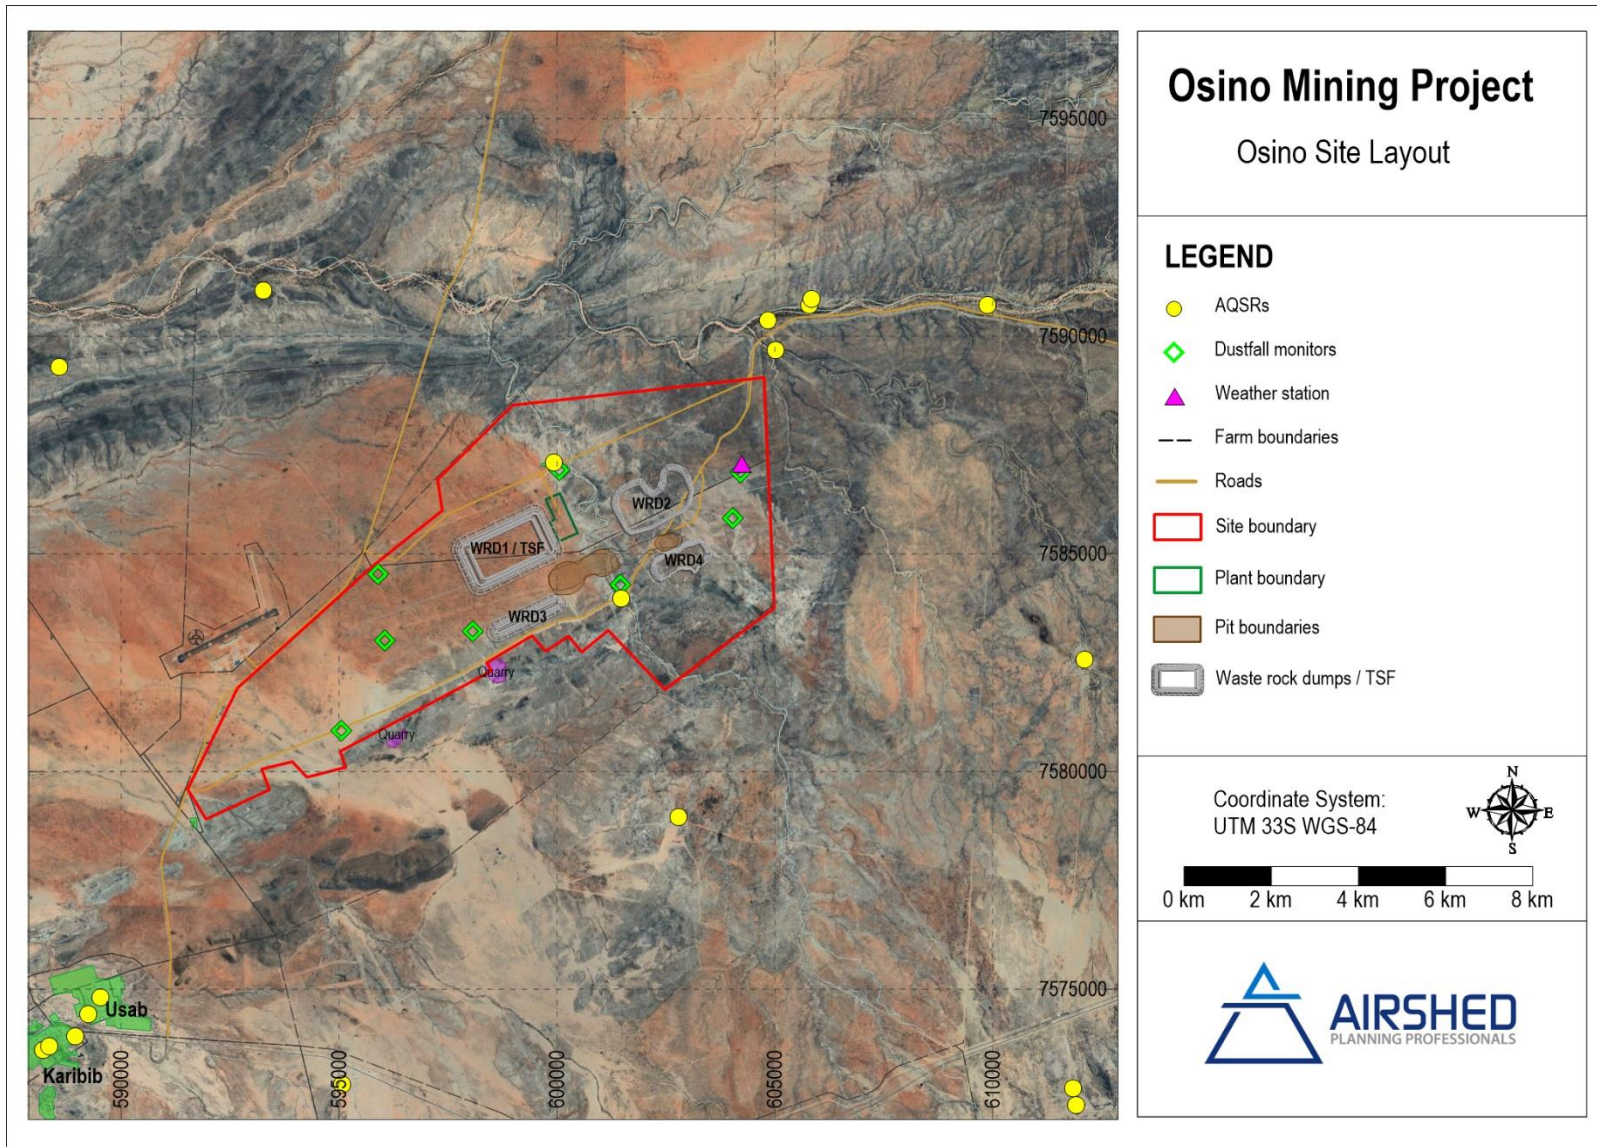 Osino Mining Project
Osino Site Layout
LEGEND
AQSRs
Dustfall monitors
Weather station
Farm boundaries
Roads
Site boundary
Plant boundary
Pit boundaries
Waste rock dumps / TSF
Coordinate System:
UTM 33S WGS-84
N
W
E
S
0 km
2 km
4 km
6 km
8 km
AIRSHED
PLANNING PROFESSIONALS
7595000
7590000
7585000
7580000
7575000
WRD2
WRD1 / TSF
WRD4
WRD3
Quarry
Quarry
Usab
Karibib
590000
595000
600000
605000
610000